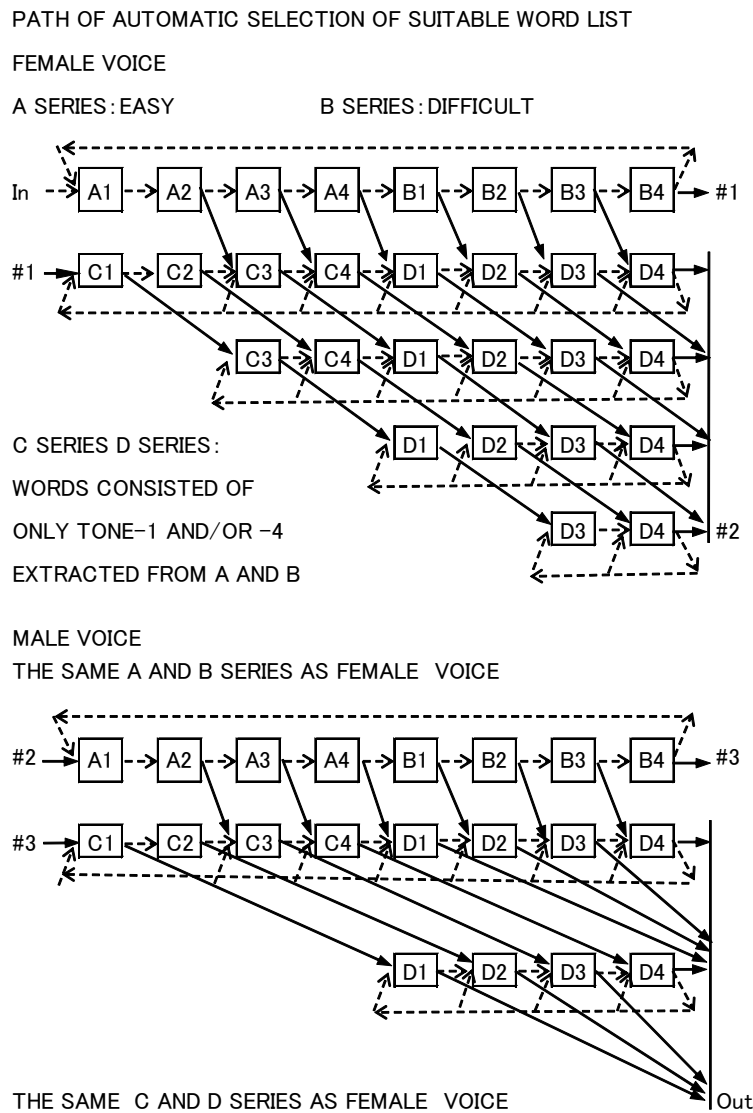 PATH OF AUTOMATIC SELECTION OF SUITABLE WORD LIST
FEMALE VOICE
A SERIES:EASY B SERIES:DIFFICULT
In A1 A2 A3 A4 B1 B2 B3 B4 #1
#1 C1 C2 C3 C4 D1 D2 D3 D4
C3 C4 D1 D2 D3 D4
D1 D2 D3 D4
C SERIES D SERIES:
WORDS CONSISTED OF
ONLY TONE-1 AND/OR -4
D3 D4 #2
EXTRACTED FROM A AND B
MALE VOICE
THE SAME A AND B SERIES AS FEMALE VOICE
#2 A1 A2 A3 A4 B1 B2 B3 B4 #3
#3 C1 C2 C3 C4 D1 D2 D3 D4
D1 D2 D3 D4
THE SAME C AND D SERIES AS FEMALE VOICE Out